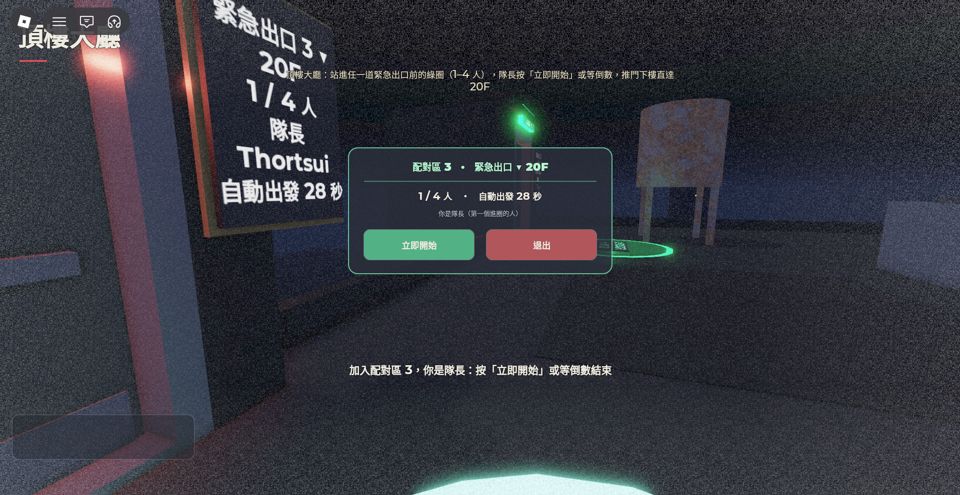 頂樓大廳
緊急出口 3 ▼
20F
1 / 4 人
隊長
Thortsui
自動出發 28 秒
頂樓大廳：站進任一道緊急出口前的綠圈（1–4 人），隊長按「立即開始」或等倒數，推門下樓直達
20F
配對區 3 • 緊急出口 ▼ 20F
1 / 4 人 • 自動出發 28 秒
你是隊長（第一個進圈的人）
立即開始
退出
加入配對區 3，你是隊長：按「立即開始」或等倒數結束